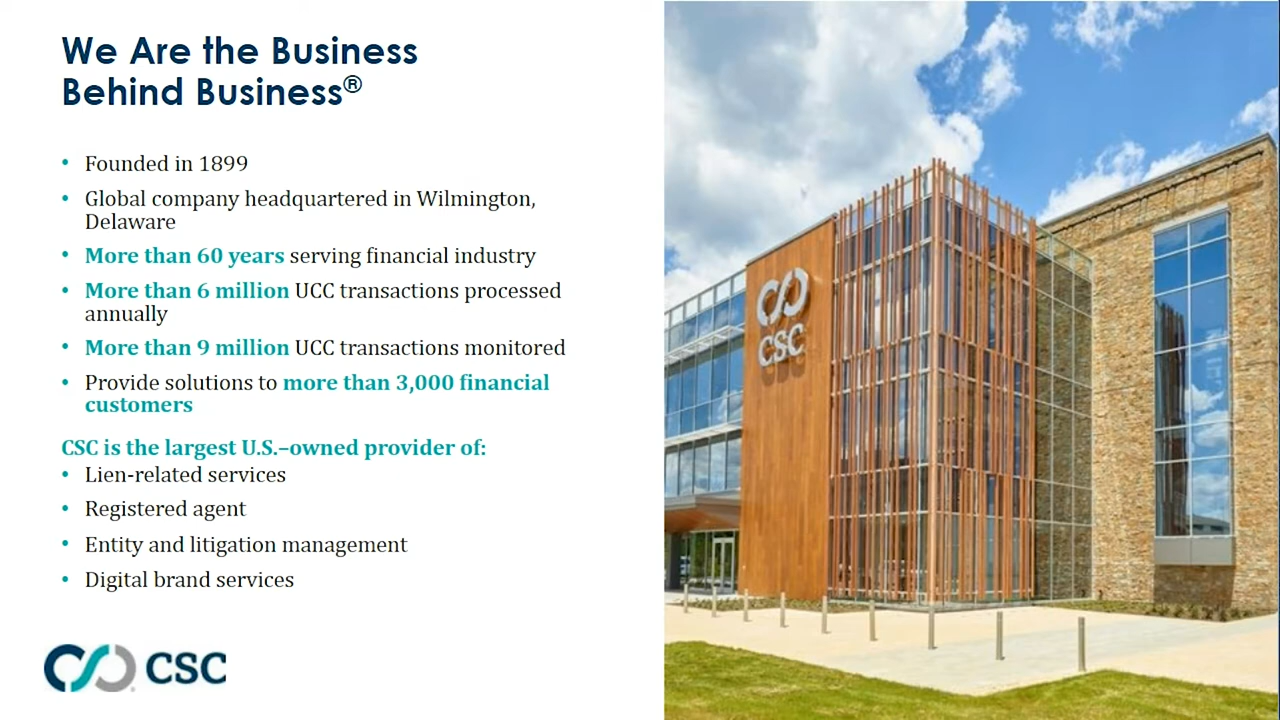 We Are the Business
Behind Business®
• Founded in 1899
• Global company headquartered in Wilmington,
Delaware
• More than 60 years serving financial industry
• More than 6 million UCC transactions processed
annually
• More than 9 million UCC transactions monitored
• Provide solutions to more than 3,000 financial
customers
CSC is the largest U.S.–owned provider of:
• Lien-related services
• Registered agent
• Entity and litigation management
• Digital brand services
CSC
CSC